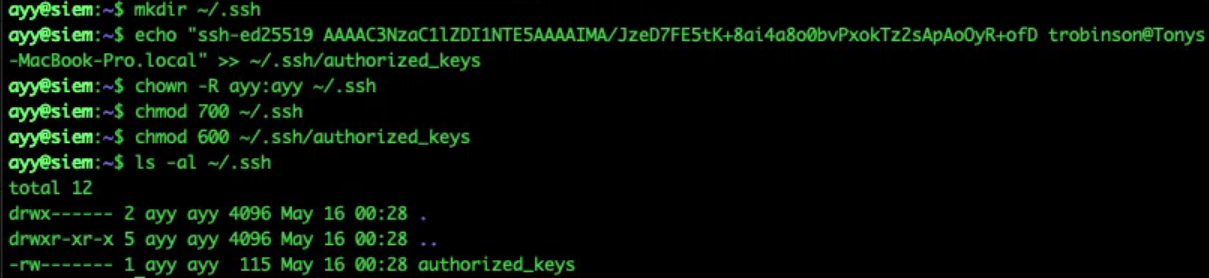 ayy@siem:~$ mkdir ~/.ssh
ayy@siem:~$ echo "ssh-ed25519 AAAAC3NzaC1lZDI1NTE5AAAAIMA/JzeD7FE5tK+8ai4a8o0bvPxokTz2sApAoOyR+ofD trobinson@Tonys
-MacBook-Pro.local" >> ~/.ssh/authorized_keys
ayy@siem:~$ chown -R ayy:ayy ~/.ssh
ayy@siem:~$ chmod 700 ~/.ssh
ayy@siem:~$ chmod 600 ~/.ssh/authorized_keys
ayy@siem:~$ ls -al ~/.ssh
total 12
drwx------ 2 ayy ayy 4096 May 16 00:28 .
drwxr-xr-x 5 ayy ayy 4096 May 16 00:28 ..
-rw------- 1 ayy ayy  115 May 16 00:28 authorized_keys